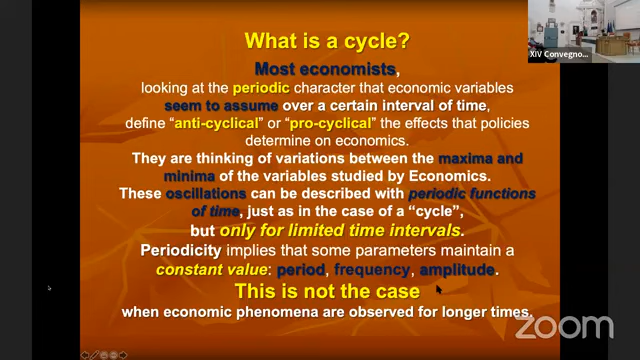 What is a cycle?
XIV Convegno...
Most economists,
looking at the periodic character that economic variables
seem to assume over a certain interval of time,
define “anti-cyclical” or “pro-cyclical” the effects that policies
determine on economics.
They are thinking of variations between the maxima and
minima of the variables studied by Economics.
These oscillations can be described with periodic functions
of time, just as in the case of a “cycle”,
but only for limited time intervals.
Periodicity implies that some parameters maintain a
constant value: period, frequency, amplitude.
This is not the case
when economic phenomena are observed for longer times.
zoom